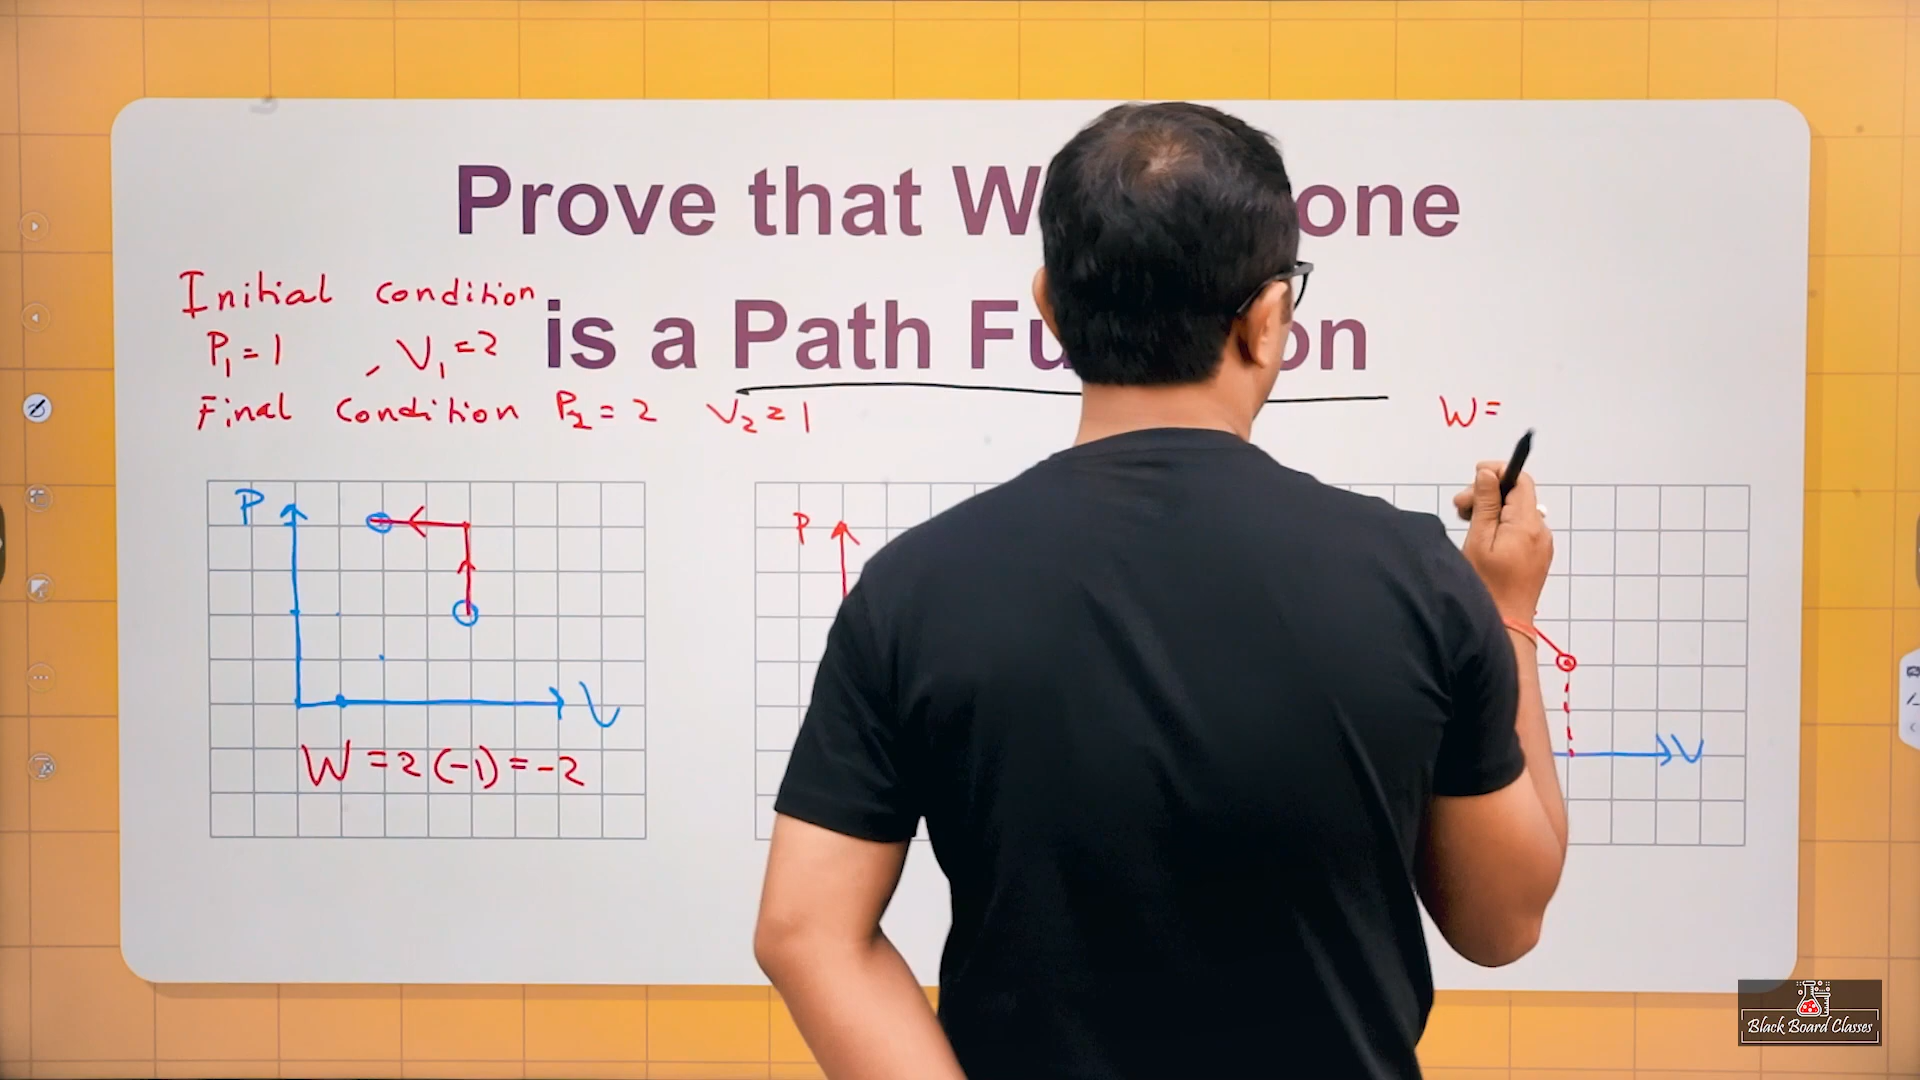 Prove that W one
is a Path Fu on
Initial condition
P1 = 1 , V1 = 2
Final Condition P2 = 2 V2 = 1
W =
P
V
W = 2 (-1) = -2
P
V
Black Board Classes